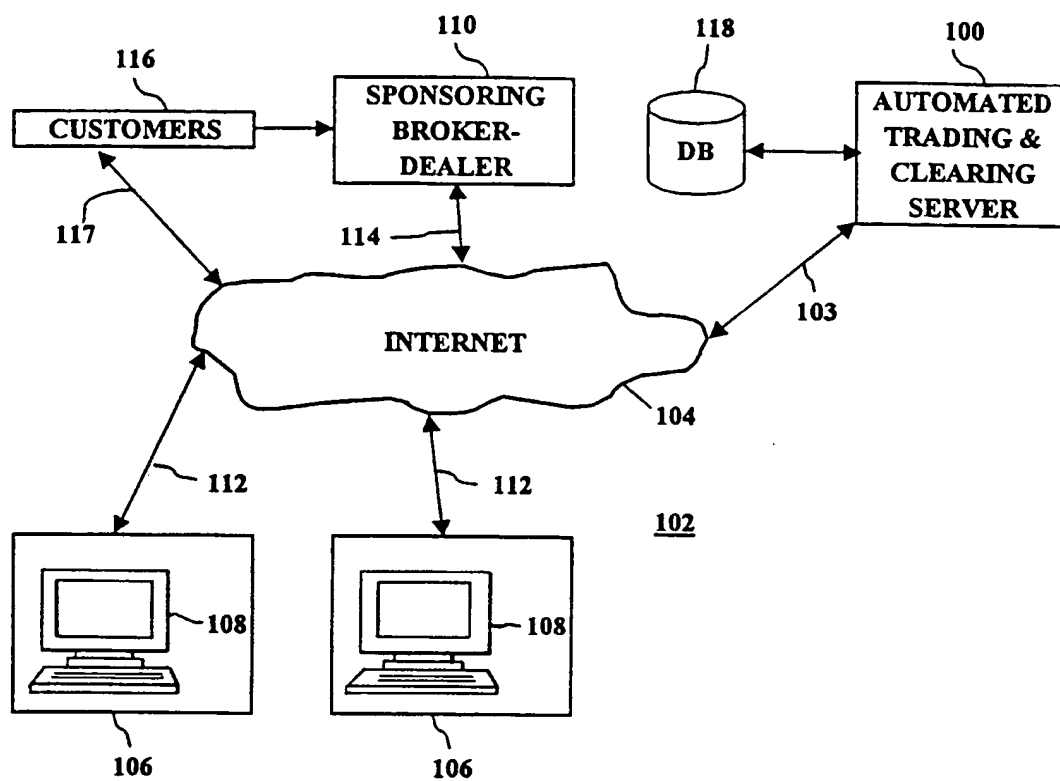 110
118
100
116
SPONSORING
BROKER-
DEALER
AUTOMATED
TRADING &
CLEARING
SERVER
CUSTOMERS
DB
117
114
103
INTERNET
104
112
112
102
108
108
106
106